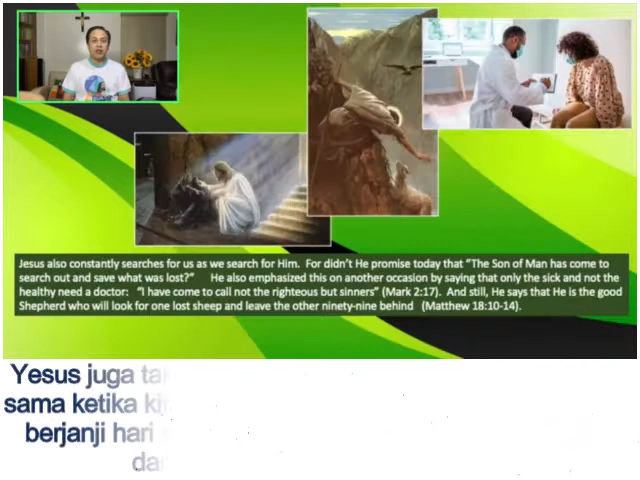 Jesus also constantly searches for us as we search for Him. For didn't He promise today that "The Son of Man has come to
search out and save what was lost?" He also emphasized this on another occasion by saying that only the sick and not the
healthy need a doctor: "I have come to call not the righteous but sinners" (Mark 2:17). And still, He says that He is the good
Shepherd who will look for one lost sheep and leave the other ninety-nine behind (Matthew 18:10-14).
Yesus juga
sama ketika
berjanji hari